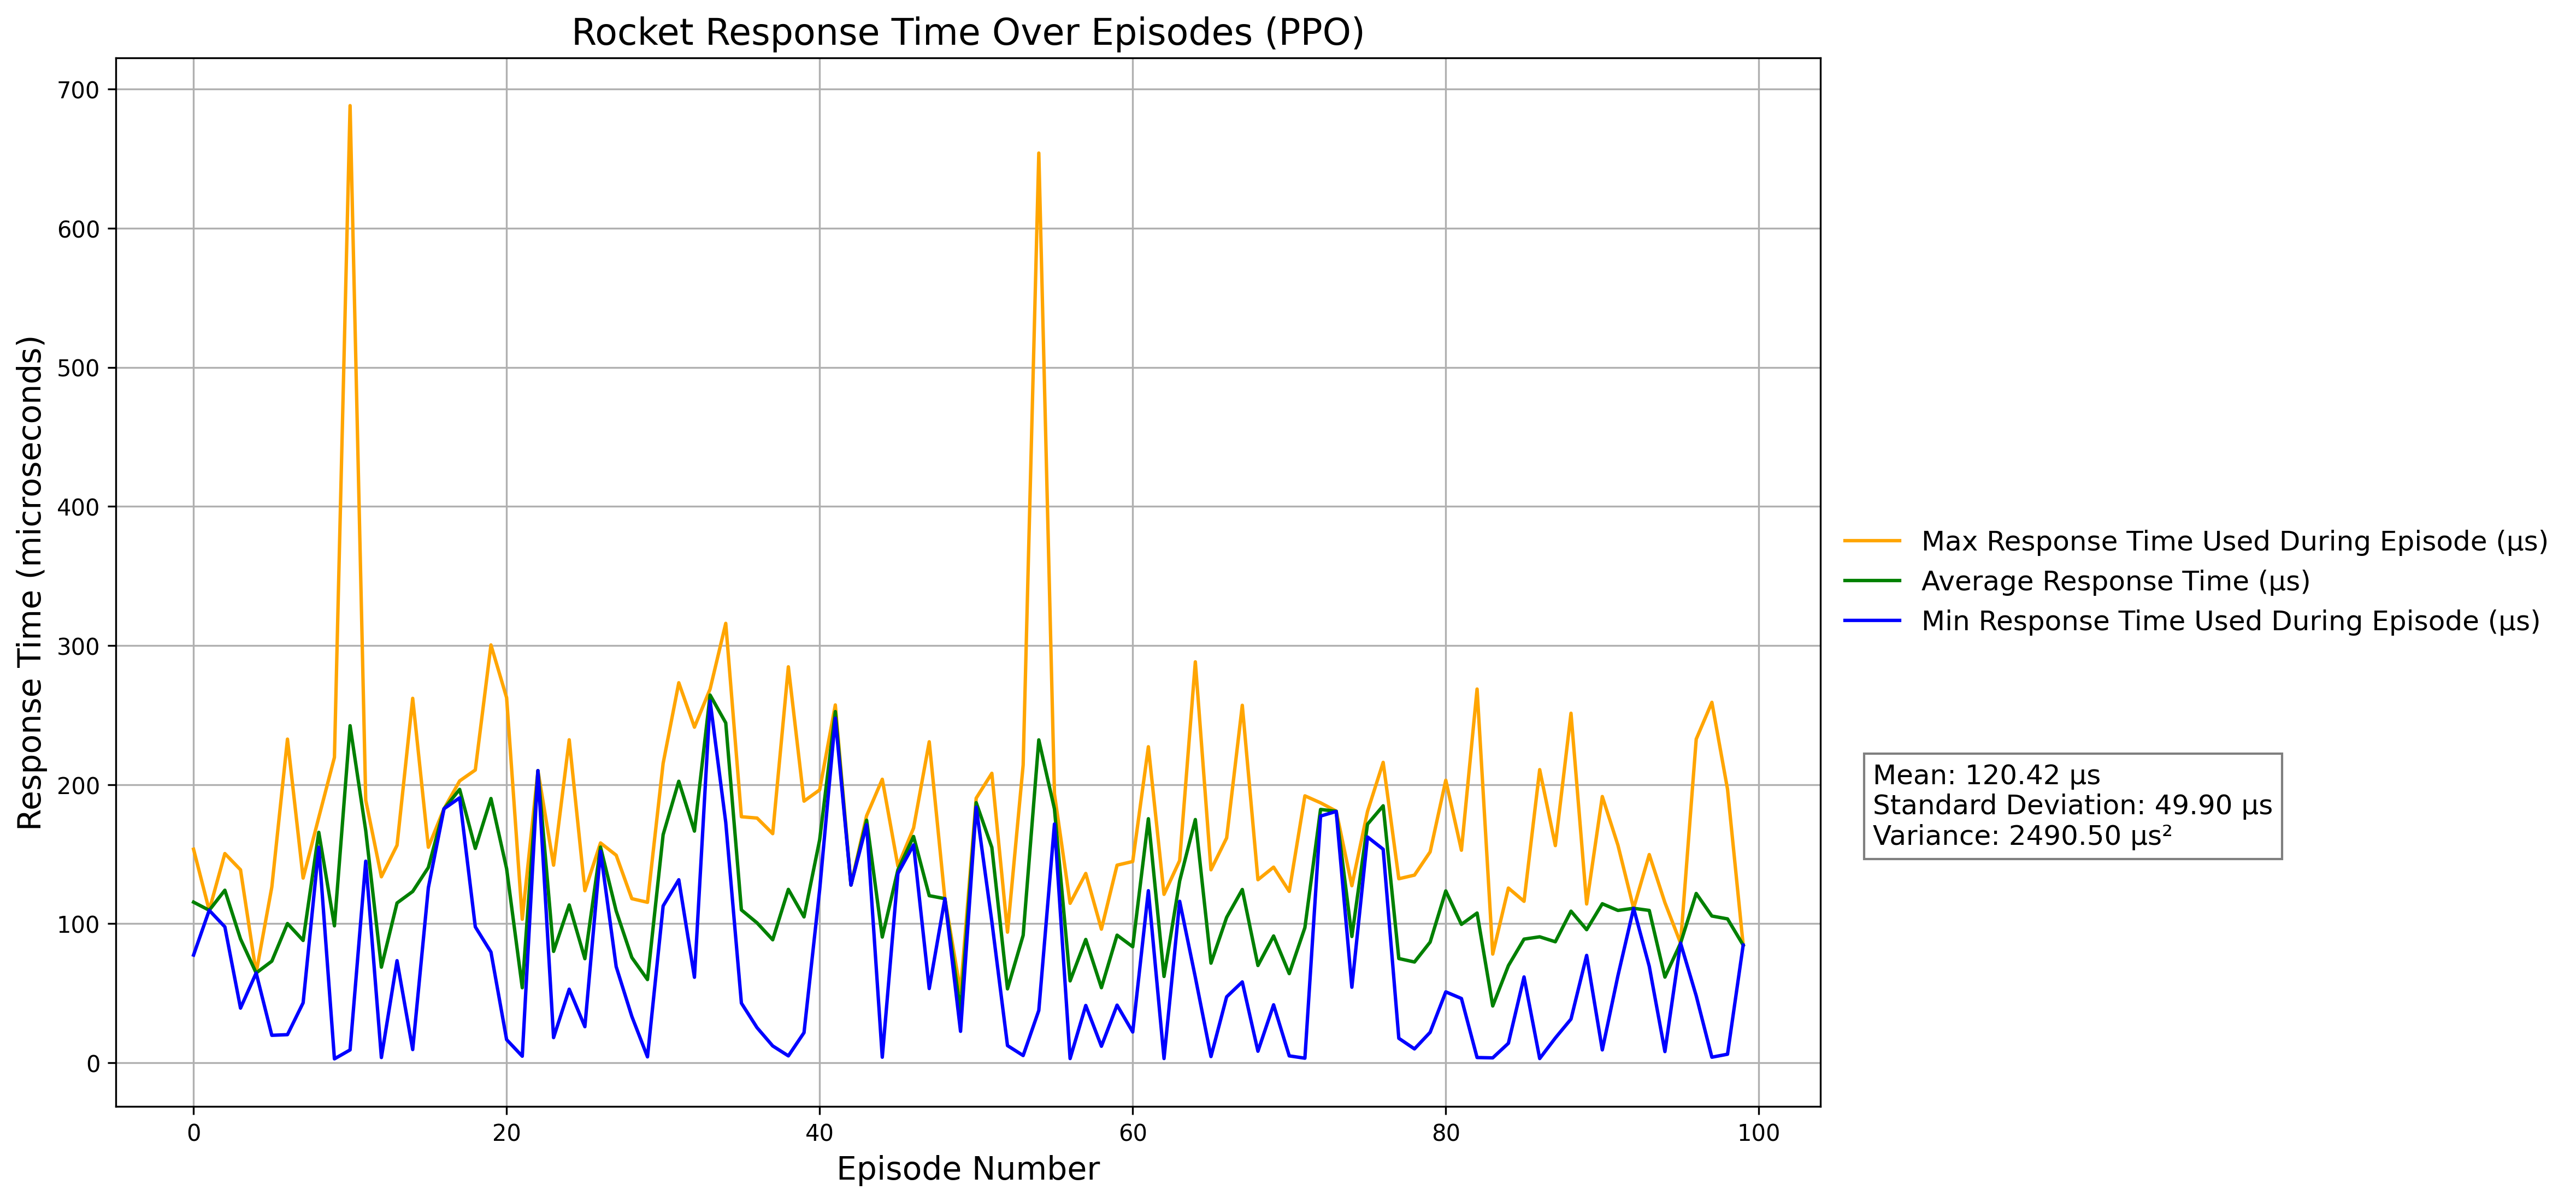 Rocket Response Time Over Episodes (PPO)
700
600
500
400
300
200
100
0
Response Time (microseconds)
0 20 40 60 80 100
Episode Number
Max Response Time Used During Episode (µs)
Average Response Time (µs)
Min Response Time Used During Episode (µs)
Mean: 120.42 µs
Standard Deviation: 49.90 µs
Variance: 2490.50 µs²